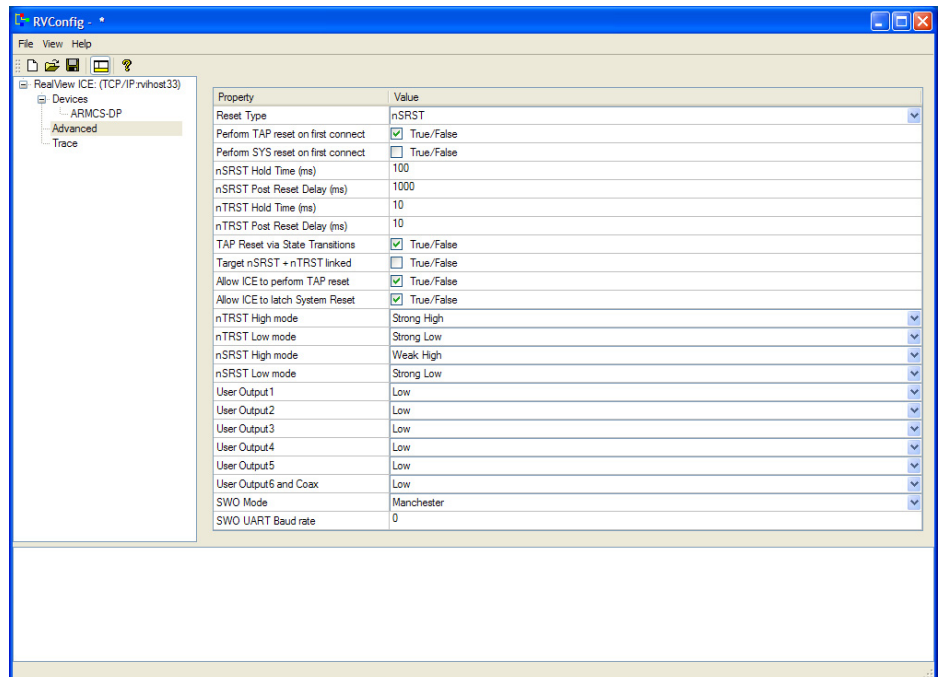 RVConfig - *
File View Help
RealView ICE: (TCP/IP:rvihost33)
Devices
ARMCS-DP
Advanced
Trace
Property Value
Reset Type nSRST
Perform TAP reset on first connect True/False
Perform SYS reset on first connect True/False
nSRST Hold Time (ms) 100
nSRST Post Reset Delay (ms) 1000
nTRST Hold Time (ms) 10
nTRST Post Reset Delay (ms) 10
TAP Reset via State Transitions True/False
Target nSRST + nTRST linked True/False
Allow ICE to perform TAP reset True/False
Allow ICE to latch System Reset True/False
nTRST High mode Strong High
nTRST Low mode Strong Low
nSRST High mode Weak High
nSRST Low mode Strong Low
User Output1 Low
User Output2 Low
User Output3 Low
User Output4 Low
User Output5 Low
User Output6 and Coax Low
SWO Mode Manchester
SWO UART Baud rate 0